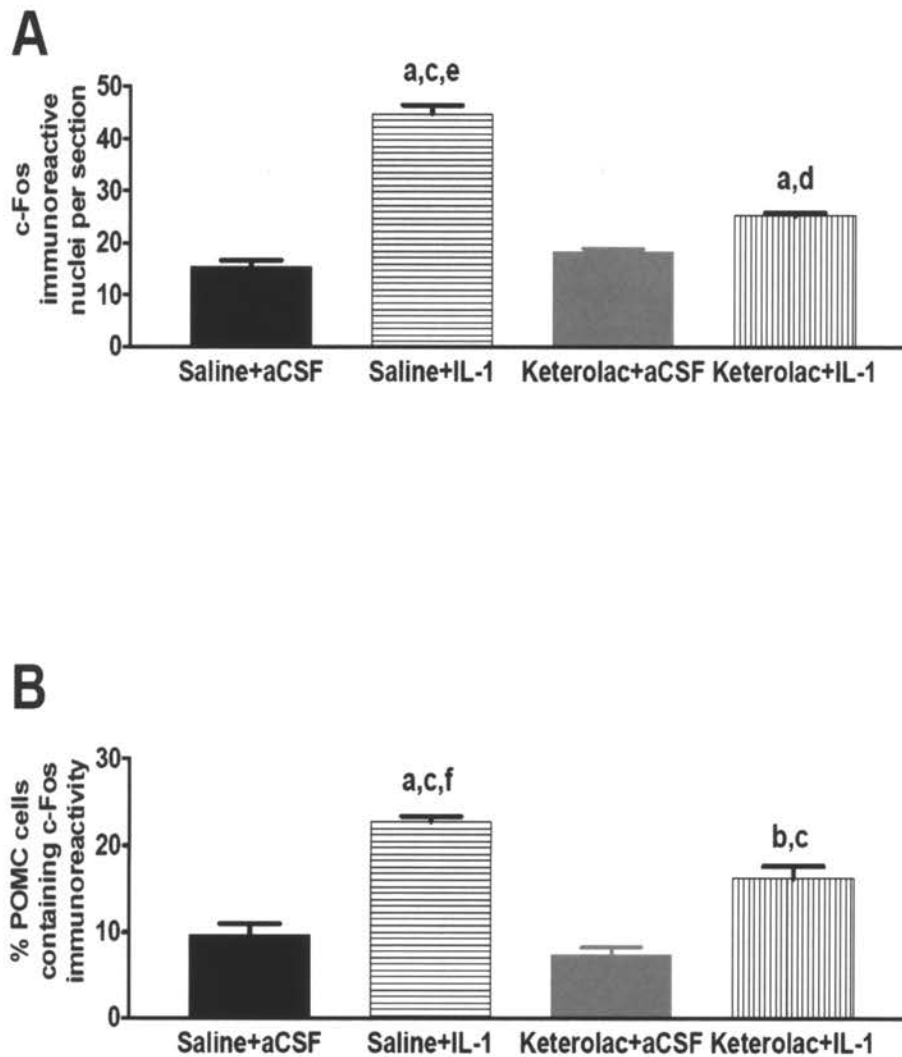 A
c-Fos
immunoreactive
nuclei per section
50
40
30
20
10
0
a,c,e
a,d
Saline+aCSF Saline+IL-1 Keterolac+aCSF Keterolac+IL-1
B
% POMC cells
containing c-Fos
immunoreactivity
30
20
10
0
a,c,f
b,c
Saline+aCSF Saline+IL-1 Keterolac+aCSF Keterolac+IL-1